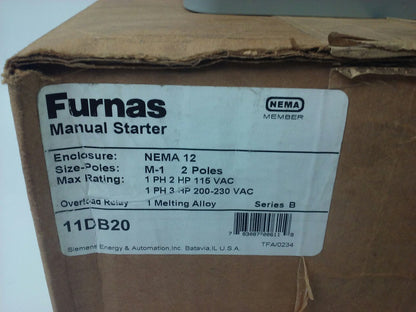 Furnas
Manual Starter
NEMA
MEMBER
Enclosure: NEMA 12
Size-Poles: M-1 2 Poles
Max Rating: 1 PH 2 HP 115 VAC
1 PH 3 HP 200-230 VAC
Overload Relay 1 Melting Alloy Series B
11DB20
Siemens Energy & Automation, Inc. Batavia, IL U.S.A.
TFA/0234